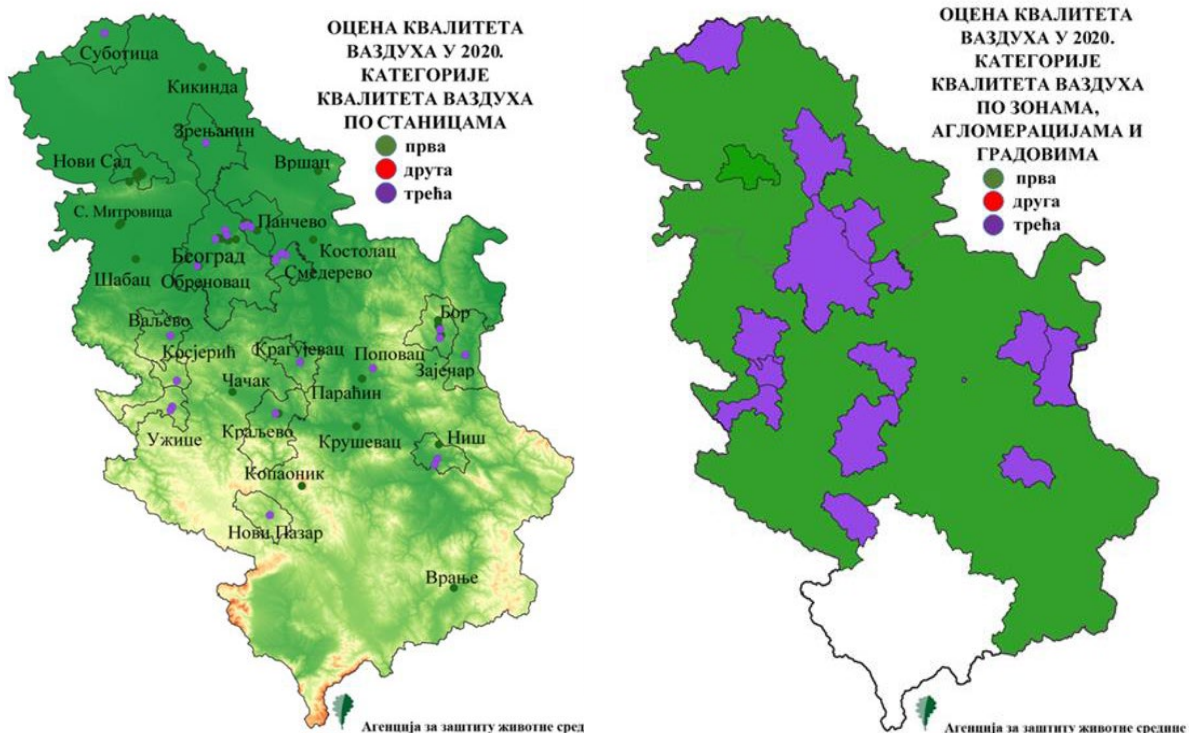 ОЦЕНА КВАЛИТЕТА
ВАЗДУХА У 2020.
КАТЕГОРИЈЕ
КВАЛИТЕТА ВАЗДУХА
ПО СТАНИЦАМА
прва
друта
трећа
Суботица
Кикинда
Зрењанин
Нови Сад
Вршац
С. Митровица
Панчево
Београд
Костолац
Шабац
Обреновац
Смедерево
Ваљево
Бор
Косјерић
Крагујевац
Поповац
Зајечар
Чачак
Параћин
Ужице
Краљево
Крушевац
Ниш
Копаоник
Нови Пазар
Врање
Агенција за заштиту животне сред
ОЦЕНА КВАЛИТЕТА
ВАЗДУХА У 2020.
КАТЕГОРИЈЕ
КВАЛИТЕТА ВАЗДУХА
ПО ЗОНАМА,
АГЛОМЕРАЦИЈАМА И
ГРАДОВИМА
прва
друга
трећа
Агенција за заштиту животне средине